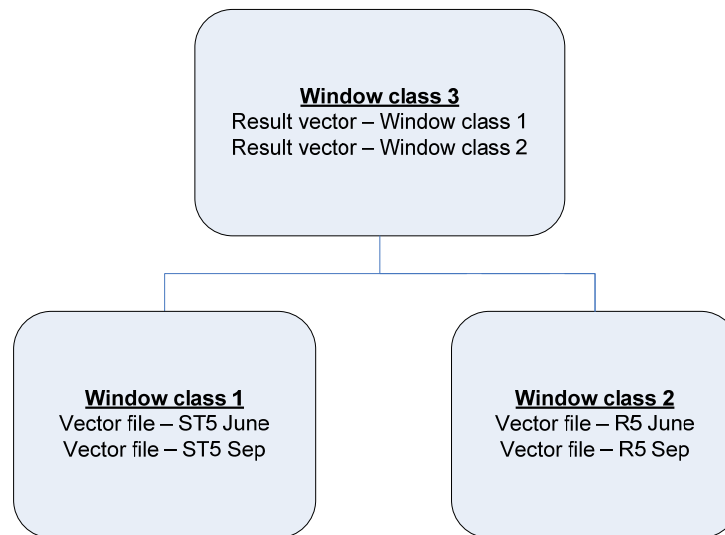 Window class 3
Result vector – Window class 1
Result vector – Window class 2
Window class 1
Vector file – ST5 June
Vector file – ST5 Sep
Window class 2
Vector file – R5 June
Vector file – R5 Sep